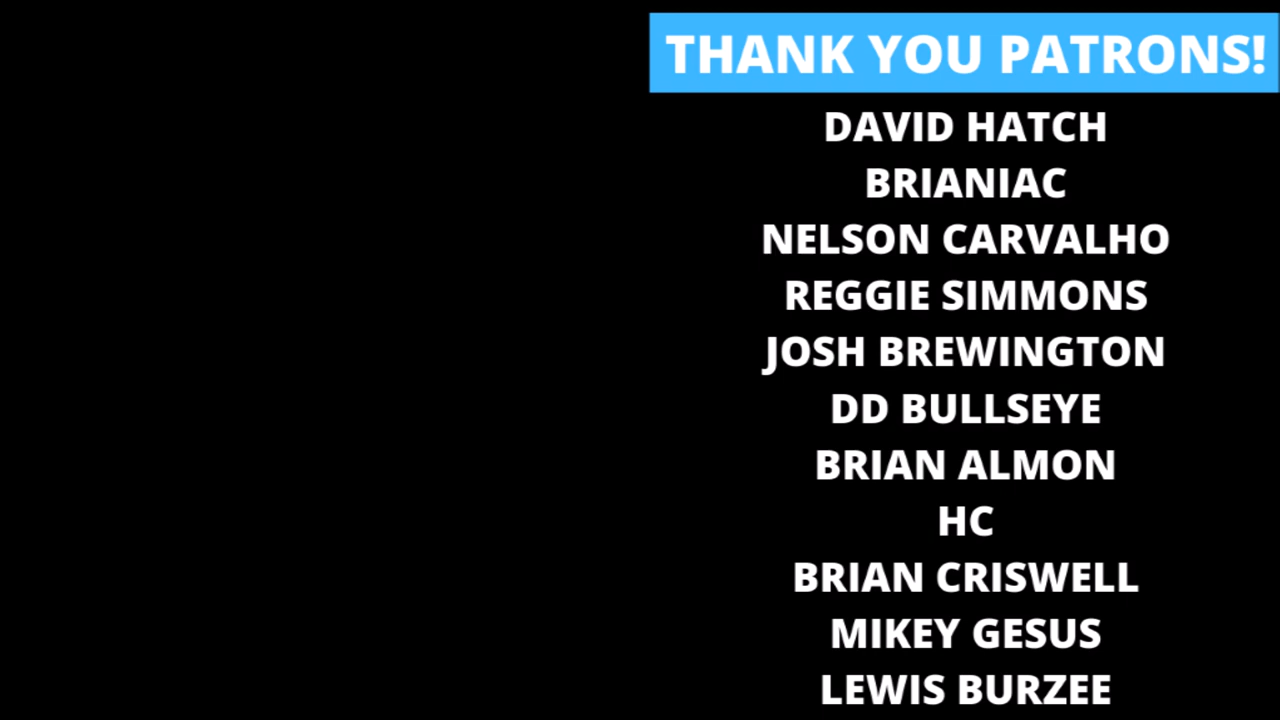 THANK YOU PATRONS!
DAVID HATCH
BRIANIAC
NELSON CARVALHO
REGGIE SIMMONS
JOSH BREWINGTON
DD BULLSEYE
BRIAN ALMON
HC
BRIAN CRISWELL
MIKEY GESUS
LEWIS BURZEE